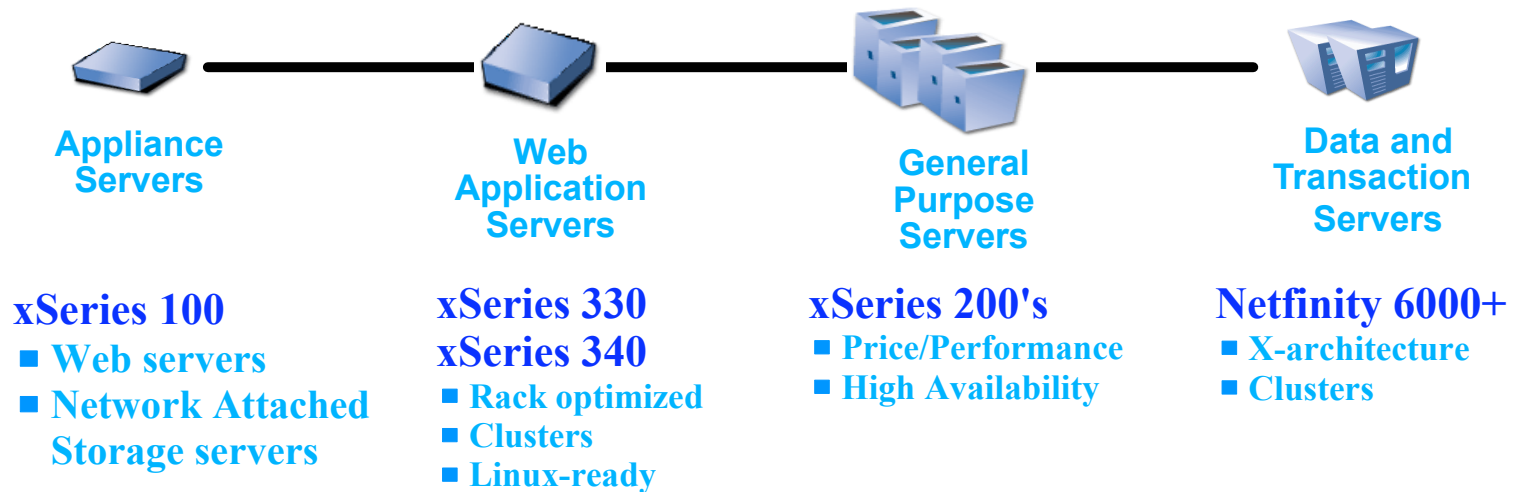 Appliance
Servers
Web
Application
Servers
General
Purpose
Servers
Data and
Transaction
Servers
xSeries 100
■ Web servers
■ Network Attached
Storage servers
xSeries 330
xSeries 340
■ Rack optimized
■ Clusters
■ Linux-ready
xSeries 200's
■ Price/Performance
■ High Availability
Netfinity 6000+
■ X-architecture
■ Clusters